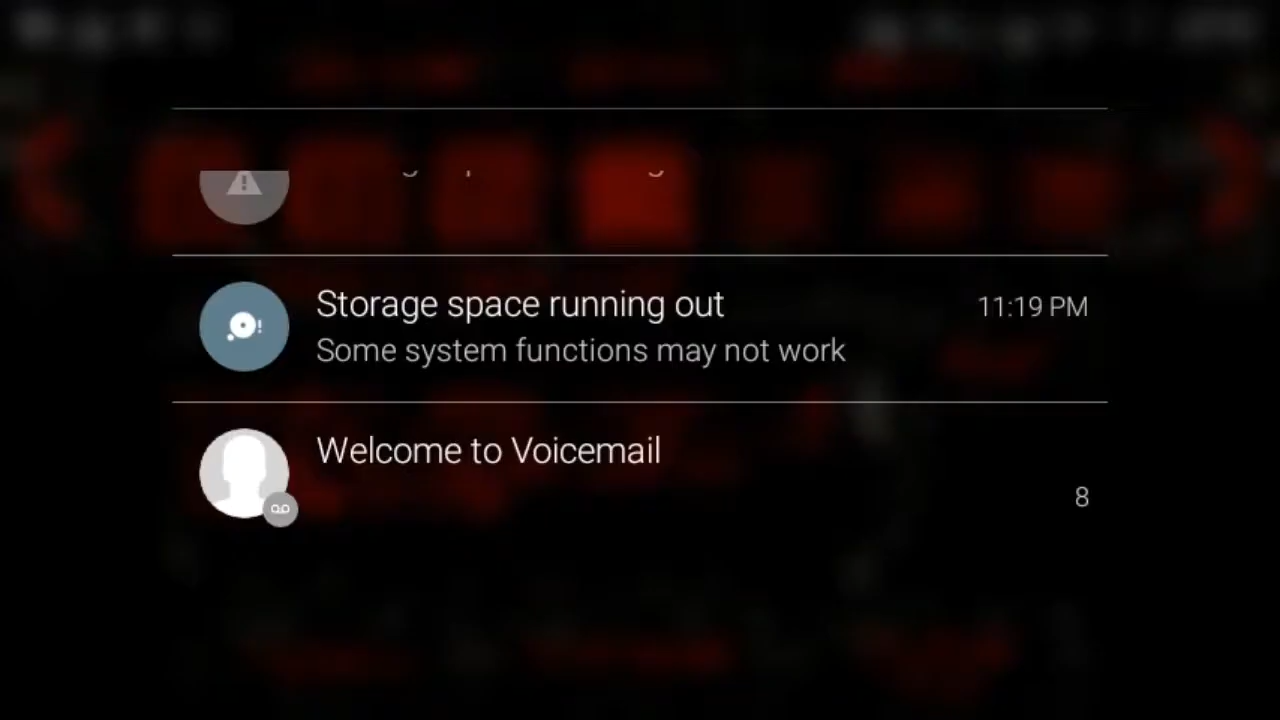 Storage space running out
11:19 PM
Some system functions may not work
Welcome to Voicemail
8